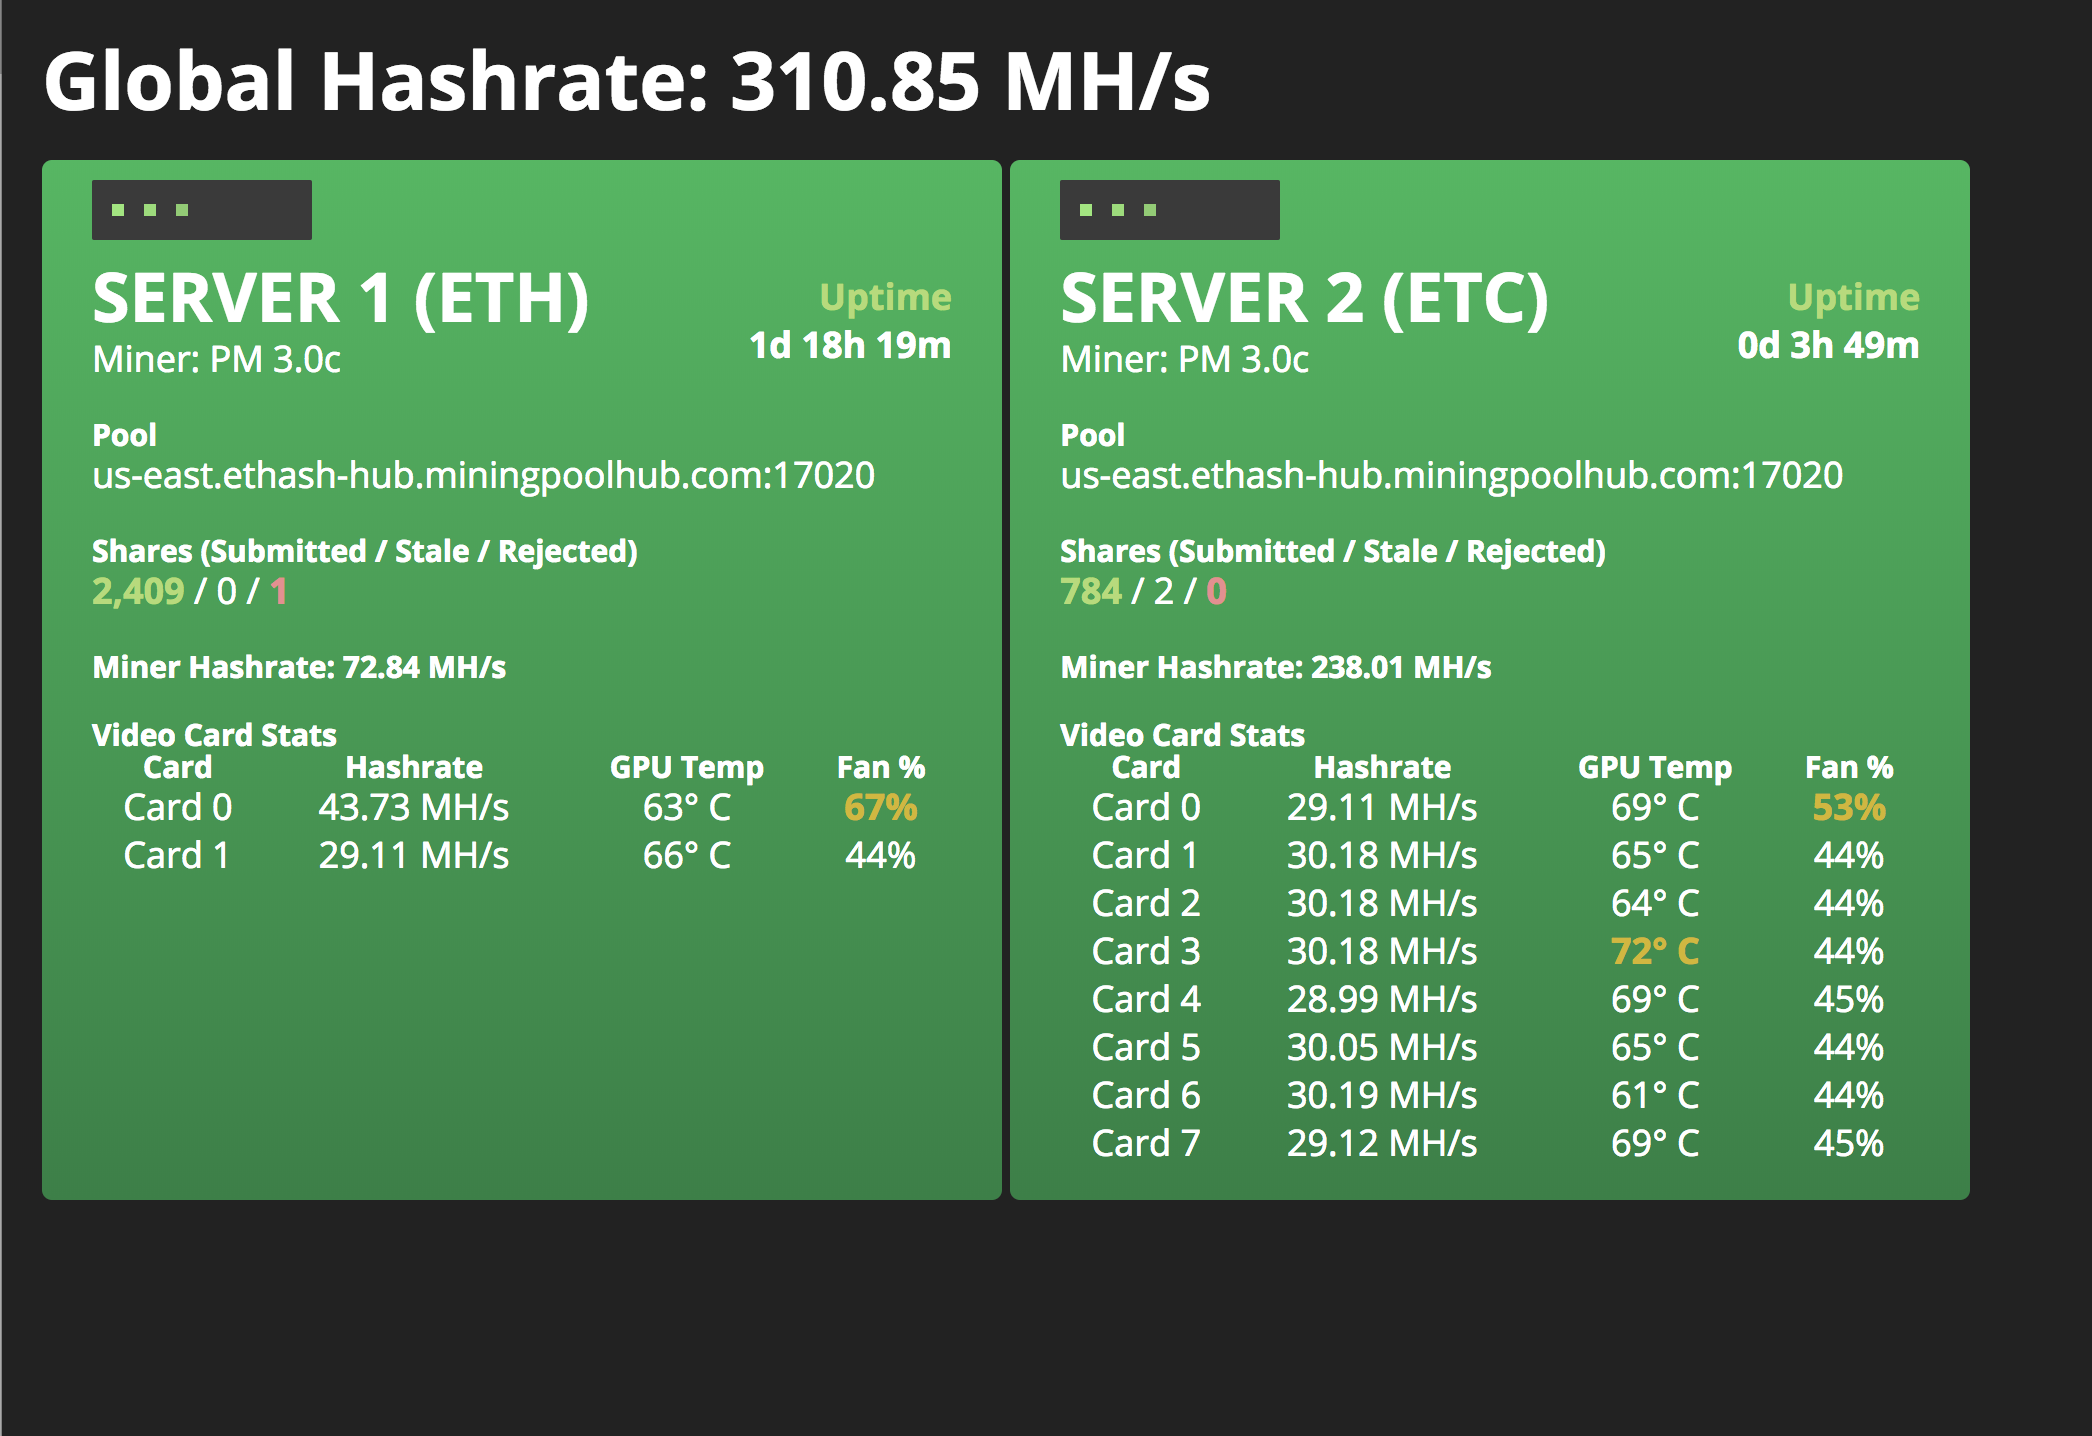 Global Hashrate: 310.85 MH/s
SERVER 1 (ETH)
Uptime
1d 18h 19m
Miner: PM 3.0c
Pool
us-east.ethash-hub.miningpoolhub.com:17020
Shares (Submitted / Stale / Rejected)
2,409 / 0 / 1
Miner Hashrate: 72.84 MH/s
Video Card Stats
Card Hashrate GPU Temp Fan %
Card 0 43.73 MH/s 63° C 67%
Card 1 29.11 MH/s 66° C 44%
SERVER 2 (ETC)
Uptime
0d 3h 49m
Miner: PM 3.0c
Pool
us-east.ethash-hub.miningpoolhub.com:17020
Shares (Submitted / Stale / Rejected)
784 / 2 / 0
Miner Hashrate: 238.01 MH/s
Video Card Stats
Card Hashrate GPU Temp Fan %
Card 0 29.11 MH/s 69° C 53%
Card 1 30.18 MH/s 65° C 44%
Card 2 30.18 MH/s 64° C 44%
Card 3 30.18 MH/s 72° C 44%
Card 4 28.99 MH/s 69° C 45%
Card 5 30.05 MH/s 65° C 44%
Card 6 30.19 MH/s 61° C 44%
Card 7 29.12 MH/s 69° C 45%